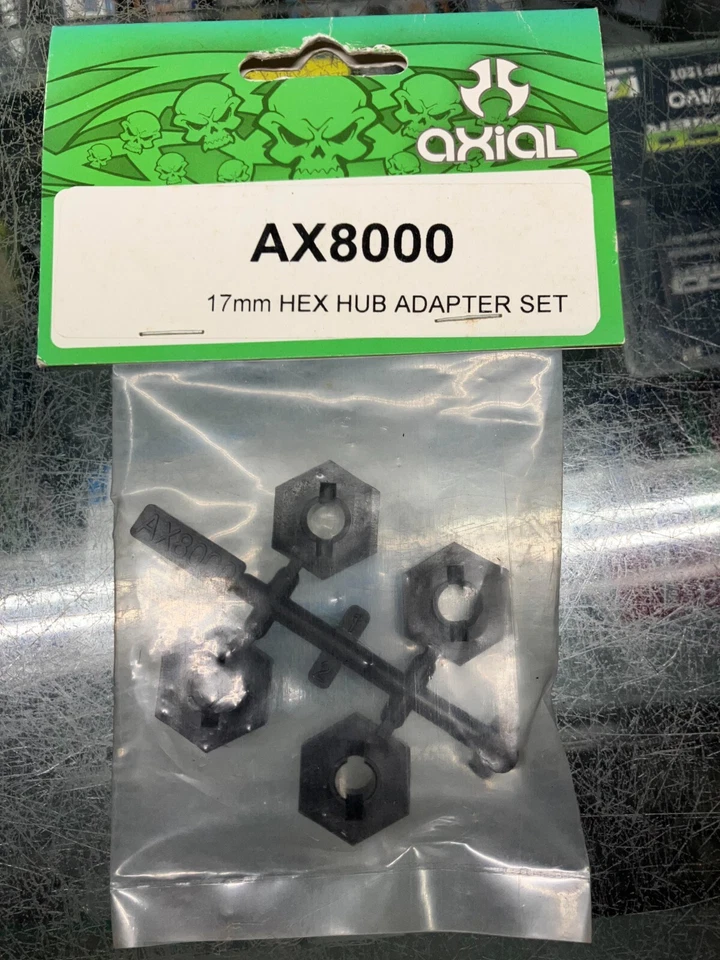 axiaL
AX8000
17mm HEX HUB ADAPTER SET